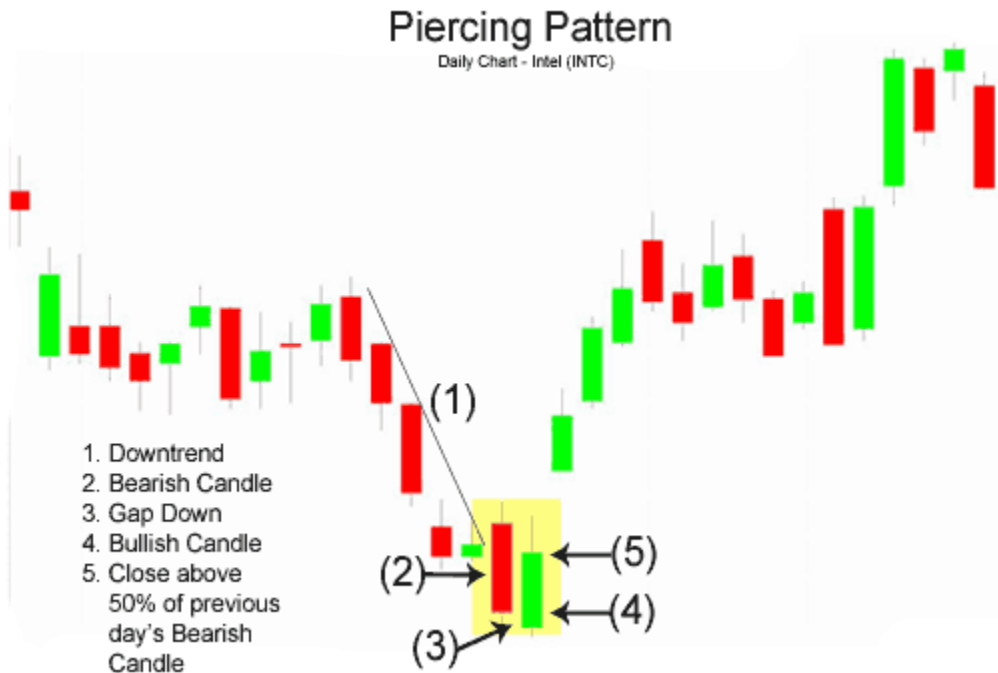 Piercing Pattern
Daily Chart - Intel (INTC)
(1)
1. Downtrend
2. Bearish Candle
3. Gap Down
4. Bullish Candle
5. Close above
50% of previous
day's Bearish
Candle
(2)
(3)
(5)
(4)